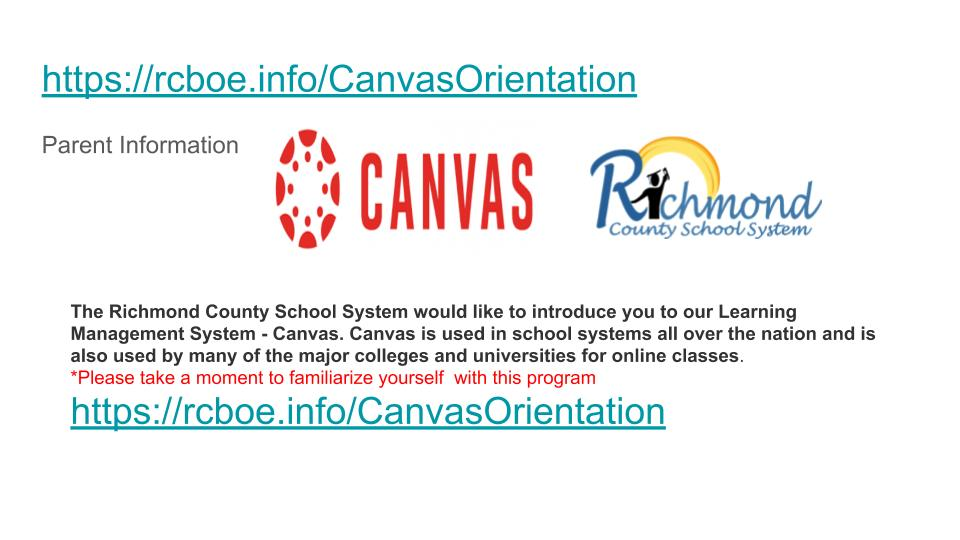 https://rcboe.info/CanvasOrientation
Parent Information
CANVAS
Richmond
County School System
The Richmond County School System would like to introduce you to our Learning
Management System - Canvas. Canvas is used in school systems all over the nation and is
also used by many of the major colleges and universities for online classes.
*Please take a moment to familiarize yourself  with this program
https://rcboe.info/CanvasOrientation